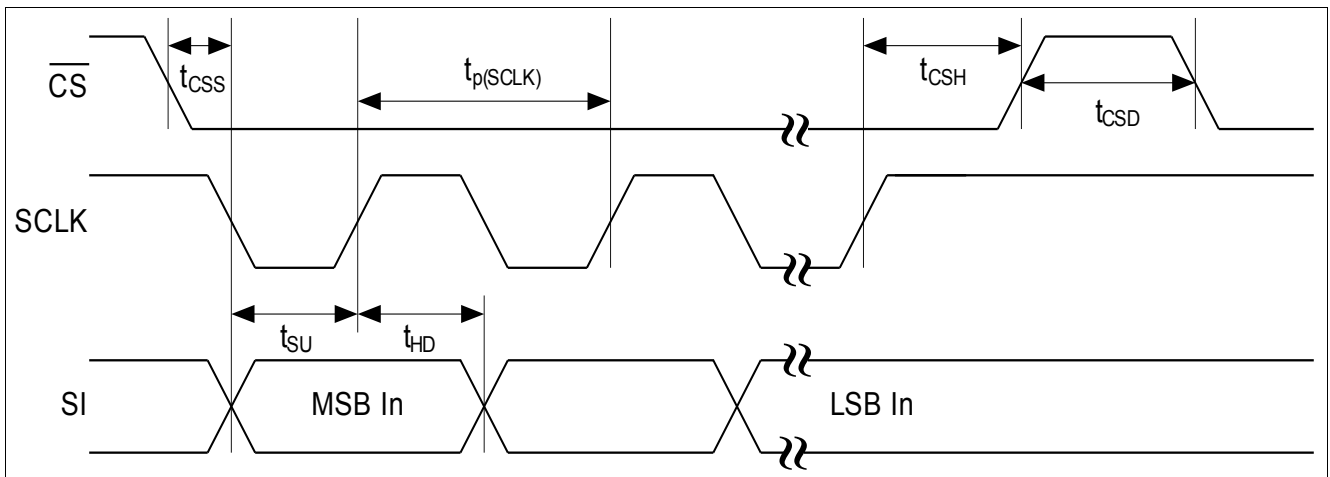 CS
tCSS
tp(SCLK)
tCSH
tCSD
SCLK
tSU
tHD
SI
MSB In
LSB In